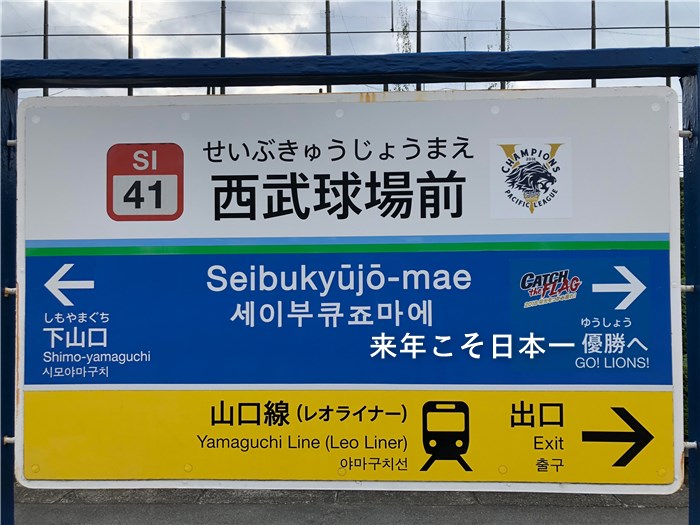 SI
41
せいぶきゅうじょうまえ
西武球場前
CHAMPIONS
PACIFIC LEAGUE
Seibukyūjō-mae
세이부큐죠마에
しもやまぐち
下山口
Shimo-yamaguchi
시모야마구치
CATCH
the FLAG
ゆうしょう
来年こそ日本一 優勝へ
GO! LIONS!
山口線 (レオライナー)
Yamaguchi Line (Leo Liner)
야마구치선
出口
Exit
출구